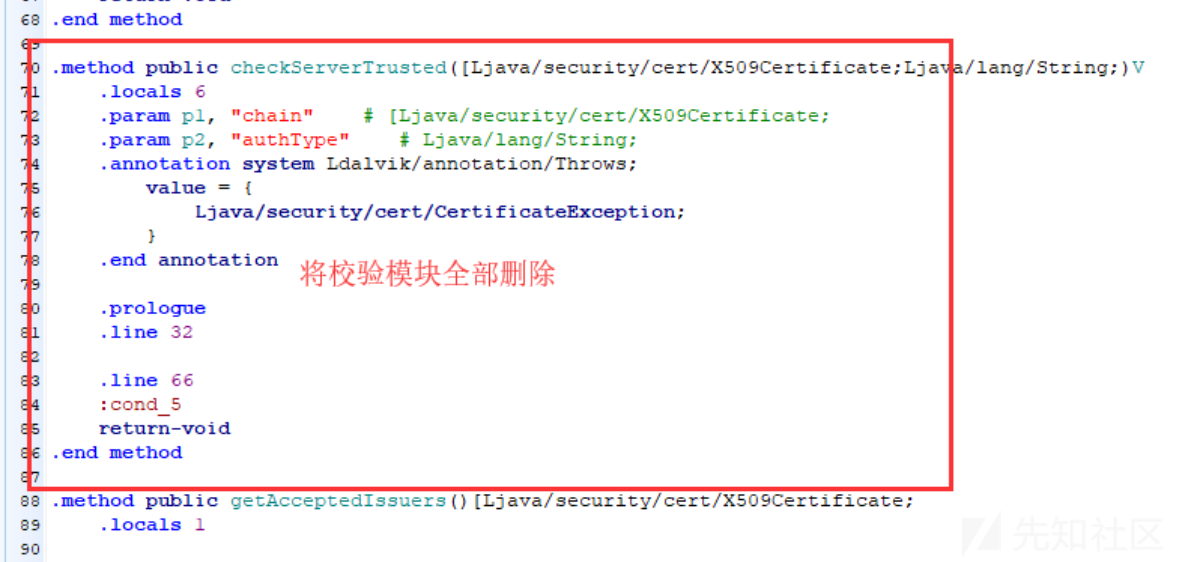 68 .end method
69
70 .method public checkServerTrusted([Ljava/security/cert/X509Certificate;Ljava/lang/String;)V
71 .locals 6
72 .param p1, "chain" # [Ljava/security/cert/X509Certificate;
73 .param p2, "authType" # Ljava/lang/String;
74 .annotation system Ldalvik/annotation/Throws;
75 value = {
76 Ljava/security/cert/CertificateException;
77 }
78 .end annotation
将校验模块全部删除
79
80 .prologue
81 .line 32
82
83 .line 66
84 :cond_5
85 return-void
86 .end method
87
88 .method public getAcceptedIssuers()[Ljava/security/cert/X509Certificate;
89 .locals 1
90
先知社区